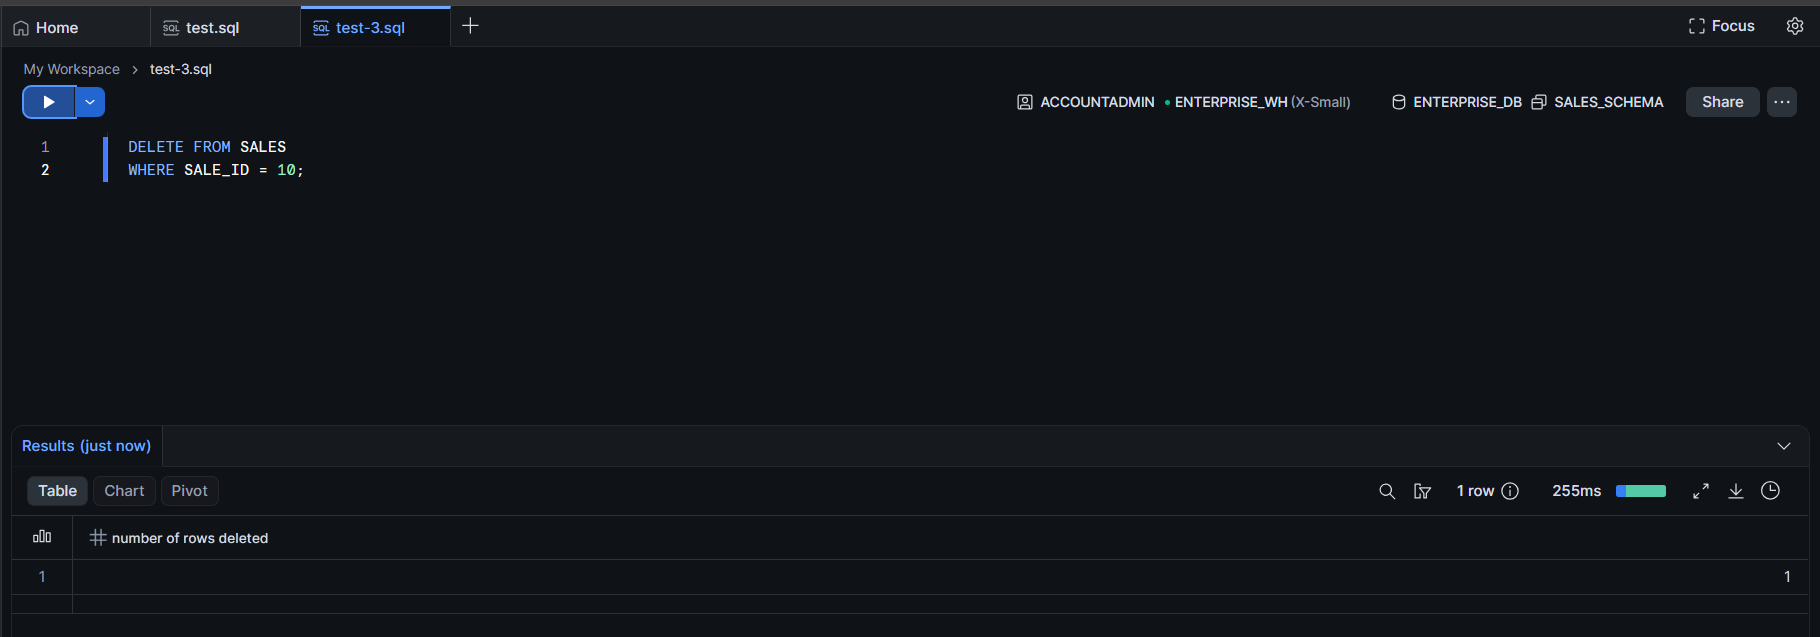 Home
SQL test.sql
SQL test-3.sql
Focus
My Workspace > test-3.sql
ACCOUNTADMIN
ENTERPRISE_WH (X-Small)
ENTERPRISE_DB
SALES_SCHEMA
Share
1 DELETE FROM SALES
2 WHERE SALE_ID = 10;
Results (just now)
Table
Chart
Pivot
1 row
255ms
number of rows deleted
1 1